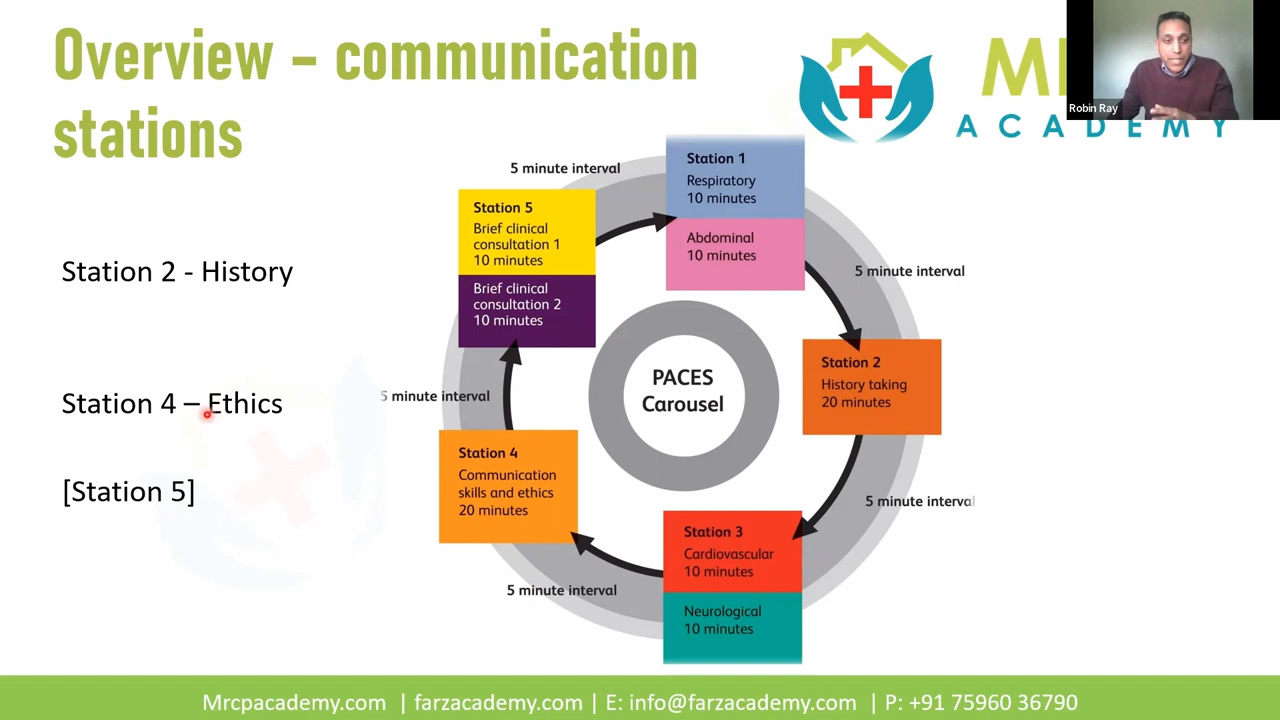 Overview – communication
stations
M
ACADEMY
Robin Ray
Station 2 - History
Station 4 – Ethics
[Station 5]
5 minute interval
Station 1
Respiratory
10 minutes
Abdominal
10 minutes
5 minute interval
Station 2
History taking
20 minutes
5 minute interval
Station 3
Cardiovascular
10 minutes
Neurological
10 minutes
5 minute interval
Station 4
Communication
skills and ethics
20 minutes
5 minute interval
Station 5
Brief clinical
consultation 1
10 minutes
Brief clinical
consultation 2
10 minutes
PACES
Carousel
Mrcpacademy.com | farzacademy.com | E: info@farzacademy.com | P: +91 75960 36790